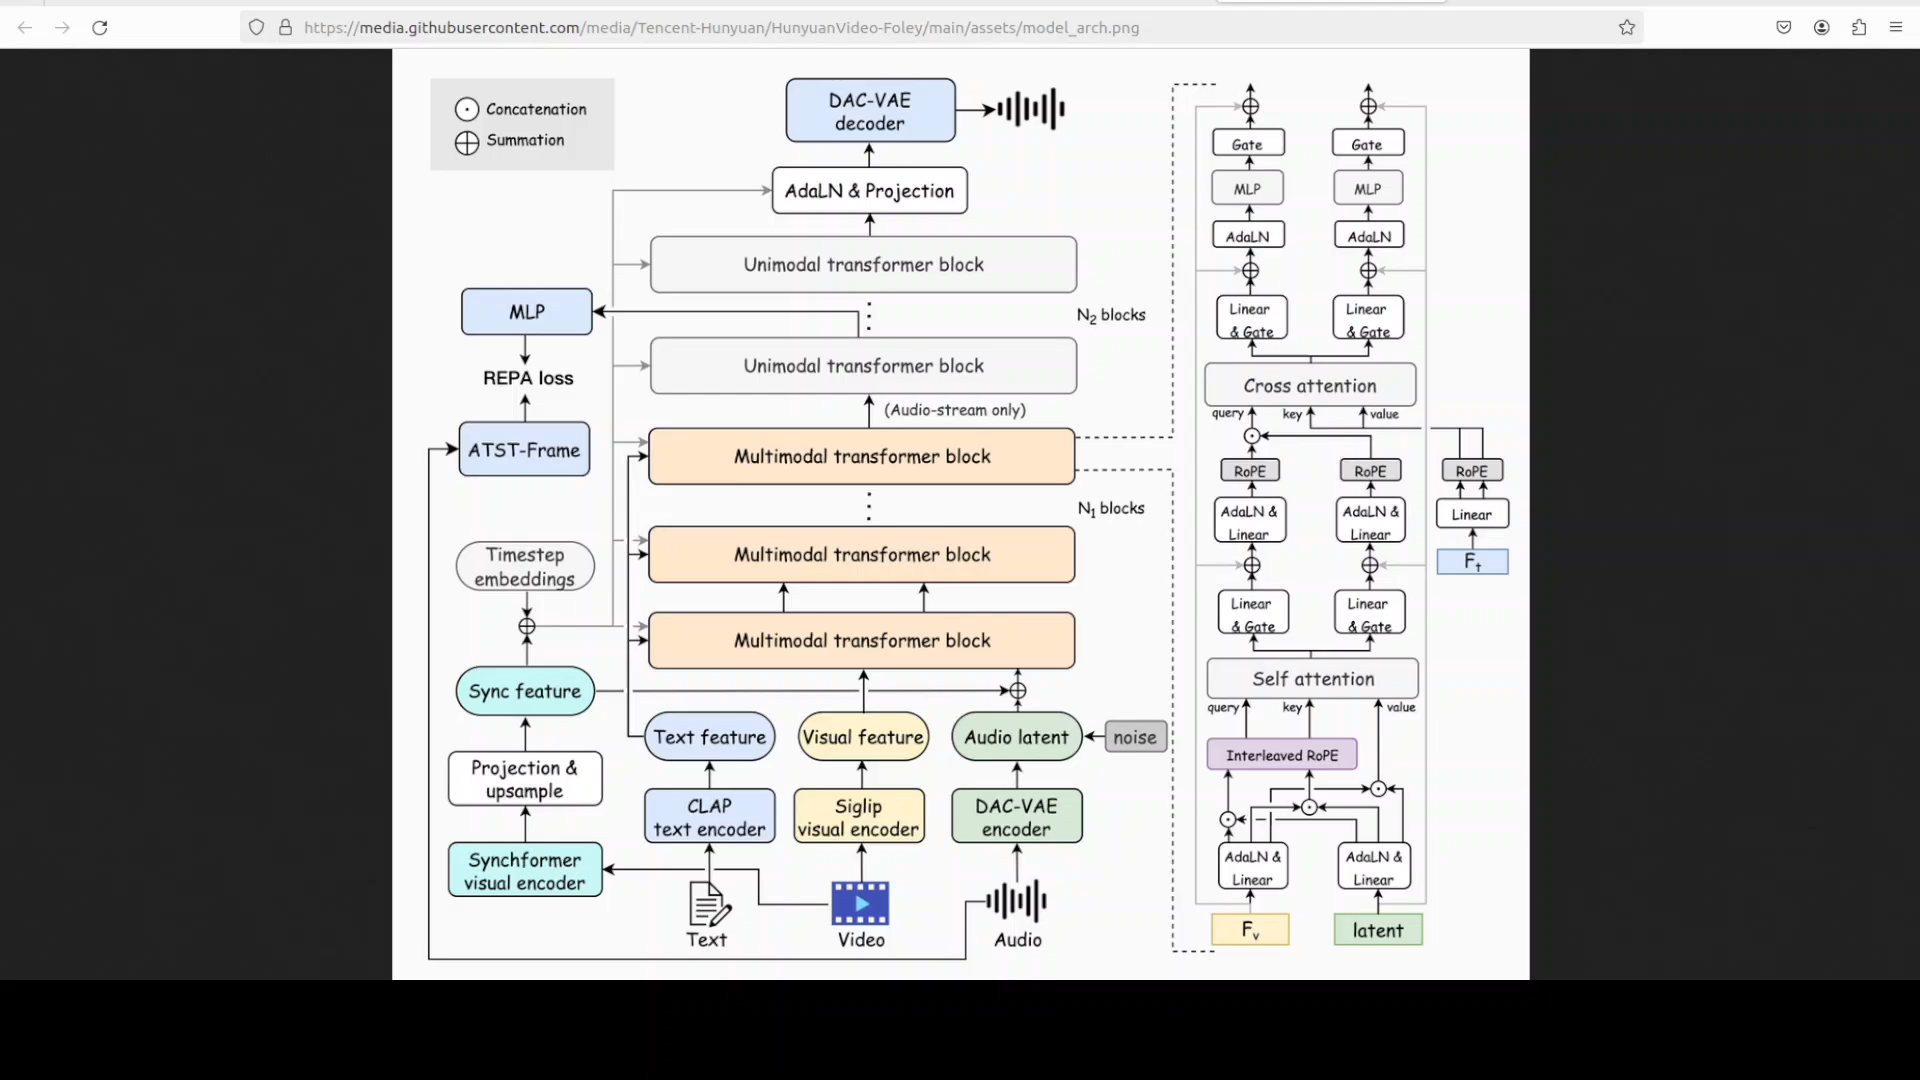 https://media.githubusercontent.com/media/Tencent-Hunyuan/HunyuanVideo-Foley/main/assets/model_arch.png
Concatenation
Summation
DAC-VAE
decoder
AdaLN & Projection
Unimodal transformer block
N2 blocks
Unimodal transformer block
(Audio-stream only)
MLP
REPA loss
ATST-Frame
Multimodal transformer block
N1 blocks
Multimodal transformer block
Multimodal transformer block
Timestep
embeddings
Sync feature
Projection &
upsample
Synchformer
visual encoder
Text feature
Visual feature
Audio latent
noise
CLAP
text encoder
Siglip
visual encoder
DAC-VAE
encoder
Text
Video
Audio
Gate
Gate
MLP
MLP
AdaLN
AdaLN
Linear
& Gate
Linear
& Gate
Cross attention
query
key
value
RoPE
RoPE
RoPE
AdaLN &
Linear
AdaLN &
Linear
Linear
Ft
Linear
& Gate
Linear
& Gate
Self attention
query
key
value
Interleaved RoPE
AdaLN &
Linear
AdaLN &
Linear
Fv
latent